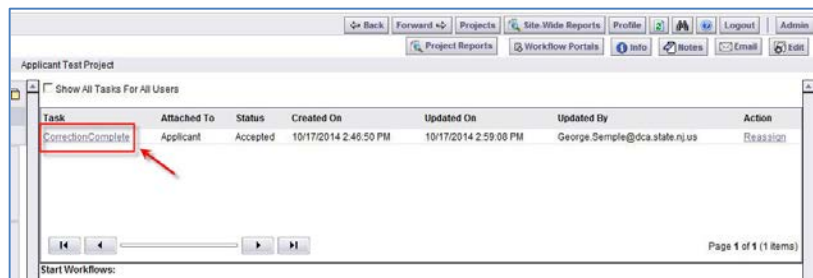 Back Forward Projects Site-Wide Reports Profile Logout Admin
Project Reports Workflow Portals Info Notes Email Edit
Applicant Test Project
Show All Tasks For All Users
Task Attached To Status Created On Updated On Updated By Action
CorrectionComplete Applicant Accepted 10/17/2014 2:46:50 PM 10/17/2014 2:59:08 PM George.Semple@dca.state.nj.us Reassign
Page 1 of 1 (1 items)
Start Workflows: